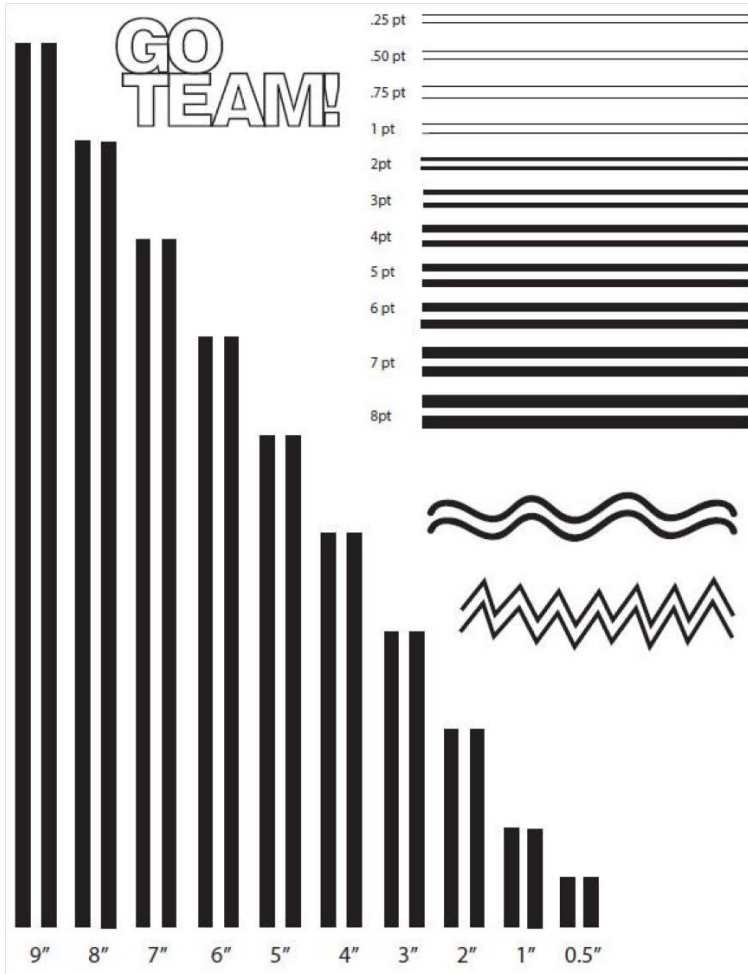 GO
TEAM!
.25 pt
.50 pt
.75 pt
1 pt
2pt
3pt
4pt
5 pt
6 pt
7 pt
8pt
9” 8” 7” 6” 5” 4” 3” 2” 1” 0.5”